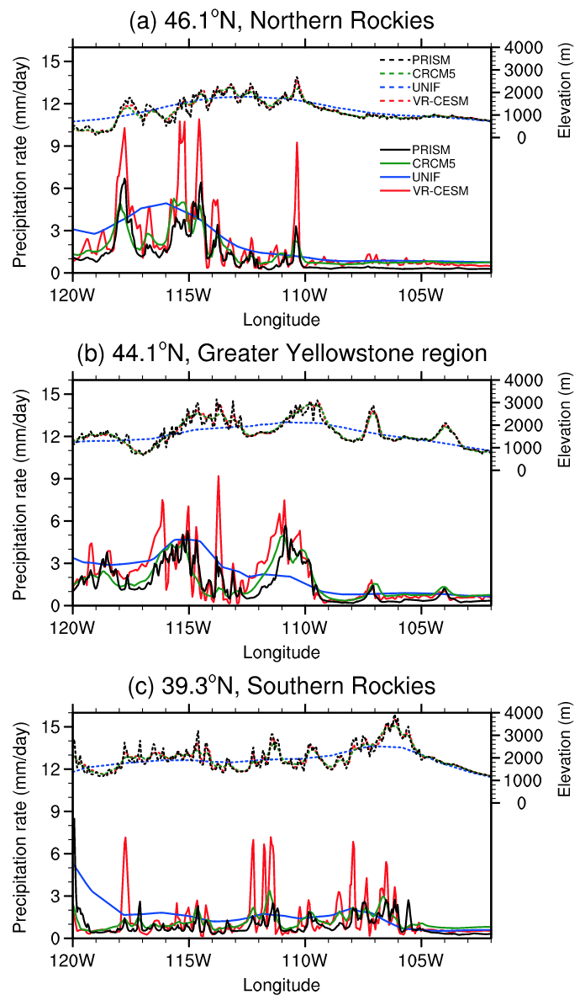 (a) 46.1°N, Northern Rockies
Precipitation rate (mm/day)
15
12
9
6
3
0
4000
3000
2000
1000
0
Elevation (m)
PRISM
CRCM5
UNIF
VR-CESM
PRISM
CRCM5
UNIF
VR-CESM
120W 115W 110W 105W
Longitude
(b) 44.1°N, Greater Yellowstone region
Precipitation rate (mm/day)
15
12
9
6
3
0
4000
3000
2000
1000
0
Elevation (m)
120W 115W 110W 105W
Longitude
(c) 39.3°N, Southern Rockies
Precipitation rate (mm/day)
15
12
9
6
3
0
4000
3000
2000
1000
0
Elevation (m)
120W 115W 110W 105W
Longitude